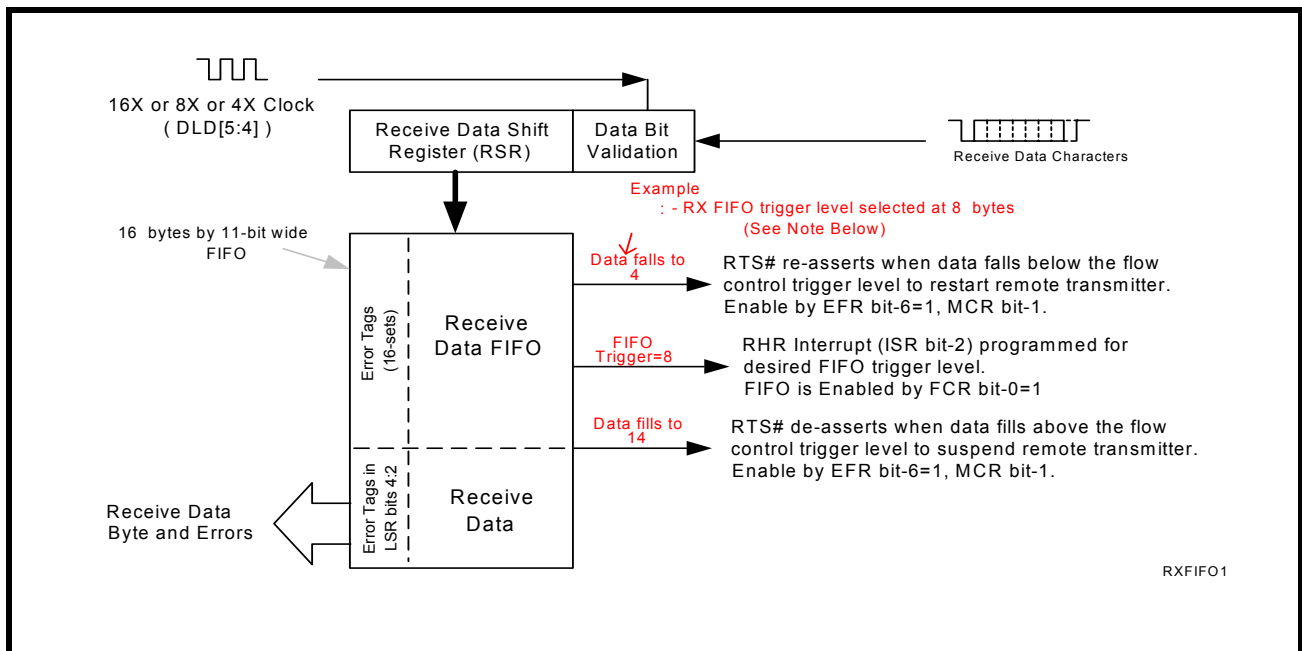 16X or 8X or 4X Clock
( DLD[5:4] )
Receive Data Shift
Register (RSR)
Data Bit
Validation
Receive Data Characters
Example
: - RX FIFO trigger level selected at 8 bytes
(See Note Below)
16 bytes by 11-bit wide
FIFO
Error Tags
(16-sets)
Receive
Data FIFO
Data falls to
4
RTS# re-asserts when data falls below the flow
control trigger level to restart remote transmitter.
Enable by EFR bit-6=1, MCR bit-1.
FIFO
Trigger=8
RHR Interrupt (ISR bit-2) programmed for
desired FIFO trigger level.
FIFO is Enabled by FCR bit-0=1
Data fills to
14
RTS# de-asserts when data fills above the flow
control trigger level to suspend remote transmitter.
Enable by EFR bit-6=1, MCR bit-1.
Error Tags in
LSR bits 4:2
Receive
Data
Receive Data
Byte and Errors
RXFIFO1